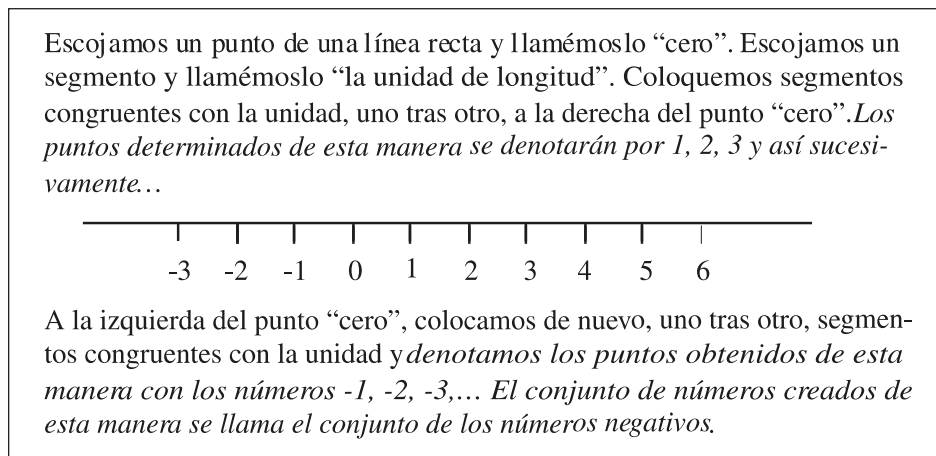 Escojamos un punto de una línea recta y llamémoslo “cero”. Escojamos un
segmento y llamémoslo “la unidad de longitud”. Coloquemos segmentos
congruentes con la unidad, uno tras otro, a la derecha del punto “cero”. Los
puntos determinados de esta manera se denotarán por 1, 2, 3 y así sucesi-
vamente…
-3 -2 -1 0 1 2 3 4 5 6
A la izquierda del punto “cero”, colocamos de nuevo, uno tras otro, segmen-
tos congruentes con la unidad y denotamos los puntos obtenidos de esta
manera con los números -1, -2, -3,… El conjunto de números creados de
esta manera se llama el conjunto de los números negativos.